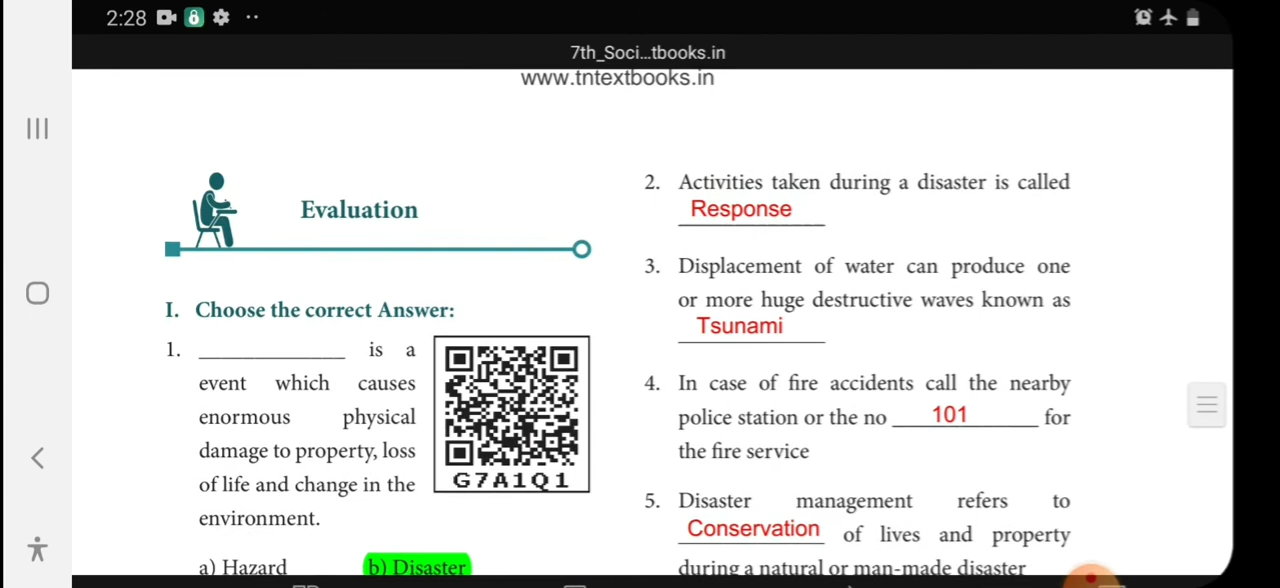 2:28
7th_Soci...tbooks.in
www.tntextbooks.in
Evaluation
I. Choose the correct Answer:
1. _____________ is a
event which causes
enormous physical
damage to property, loss
of life and change in the
environment.
G7A1Q1
a) Hazard b) Disaster
2. Activities taken during a disaster is called
Response
3. Displacement of water can produce one
or more huge destructive waves known as
Tsunami
4. In case of fire accidents call the nearby
police station or the no 101 for
the fire service
5. Disaster management refers to
Conservation of lives and property
during a natural or man-made disaster